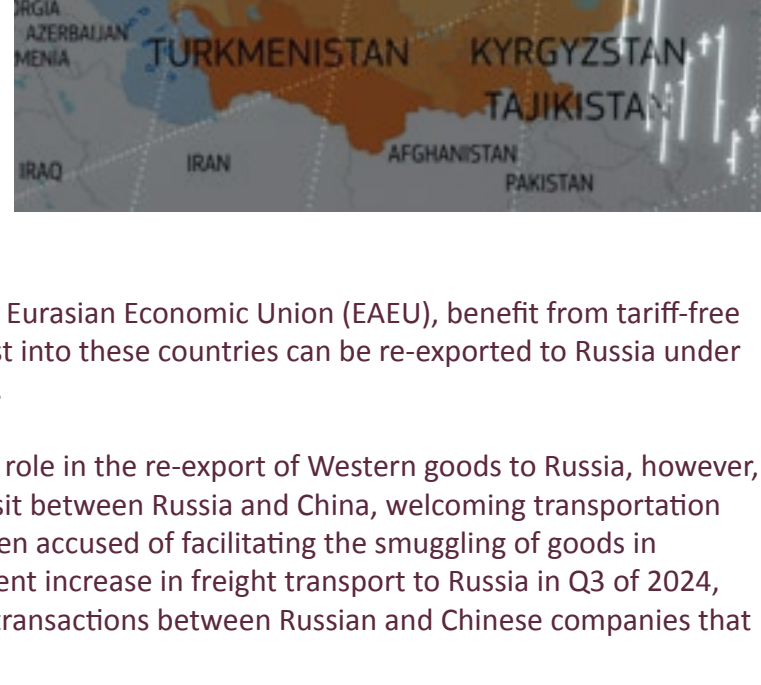 RGIA
AZERBAIJAN
MENIA
TURKMENISTAN
KYRGYZSTAN
TAJIKISTA
AFGHANISTAN
IRAN
IRAQ
PAKISTAN
Eurasian Economic Union (EAEU), benefit from tariff-free
st into these countries can be re-exported to Russia under
.
role in the re-export of Western goods to Russia, however,
sit between Russia and China, welcoming transportation
en accused of facilitating the smuggling of goods in
ent increase in freight transport to Russia in Q3 of 2024,
transactions between Russian and Chinese companies that